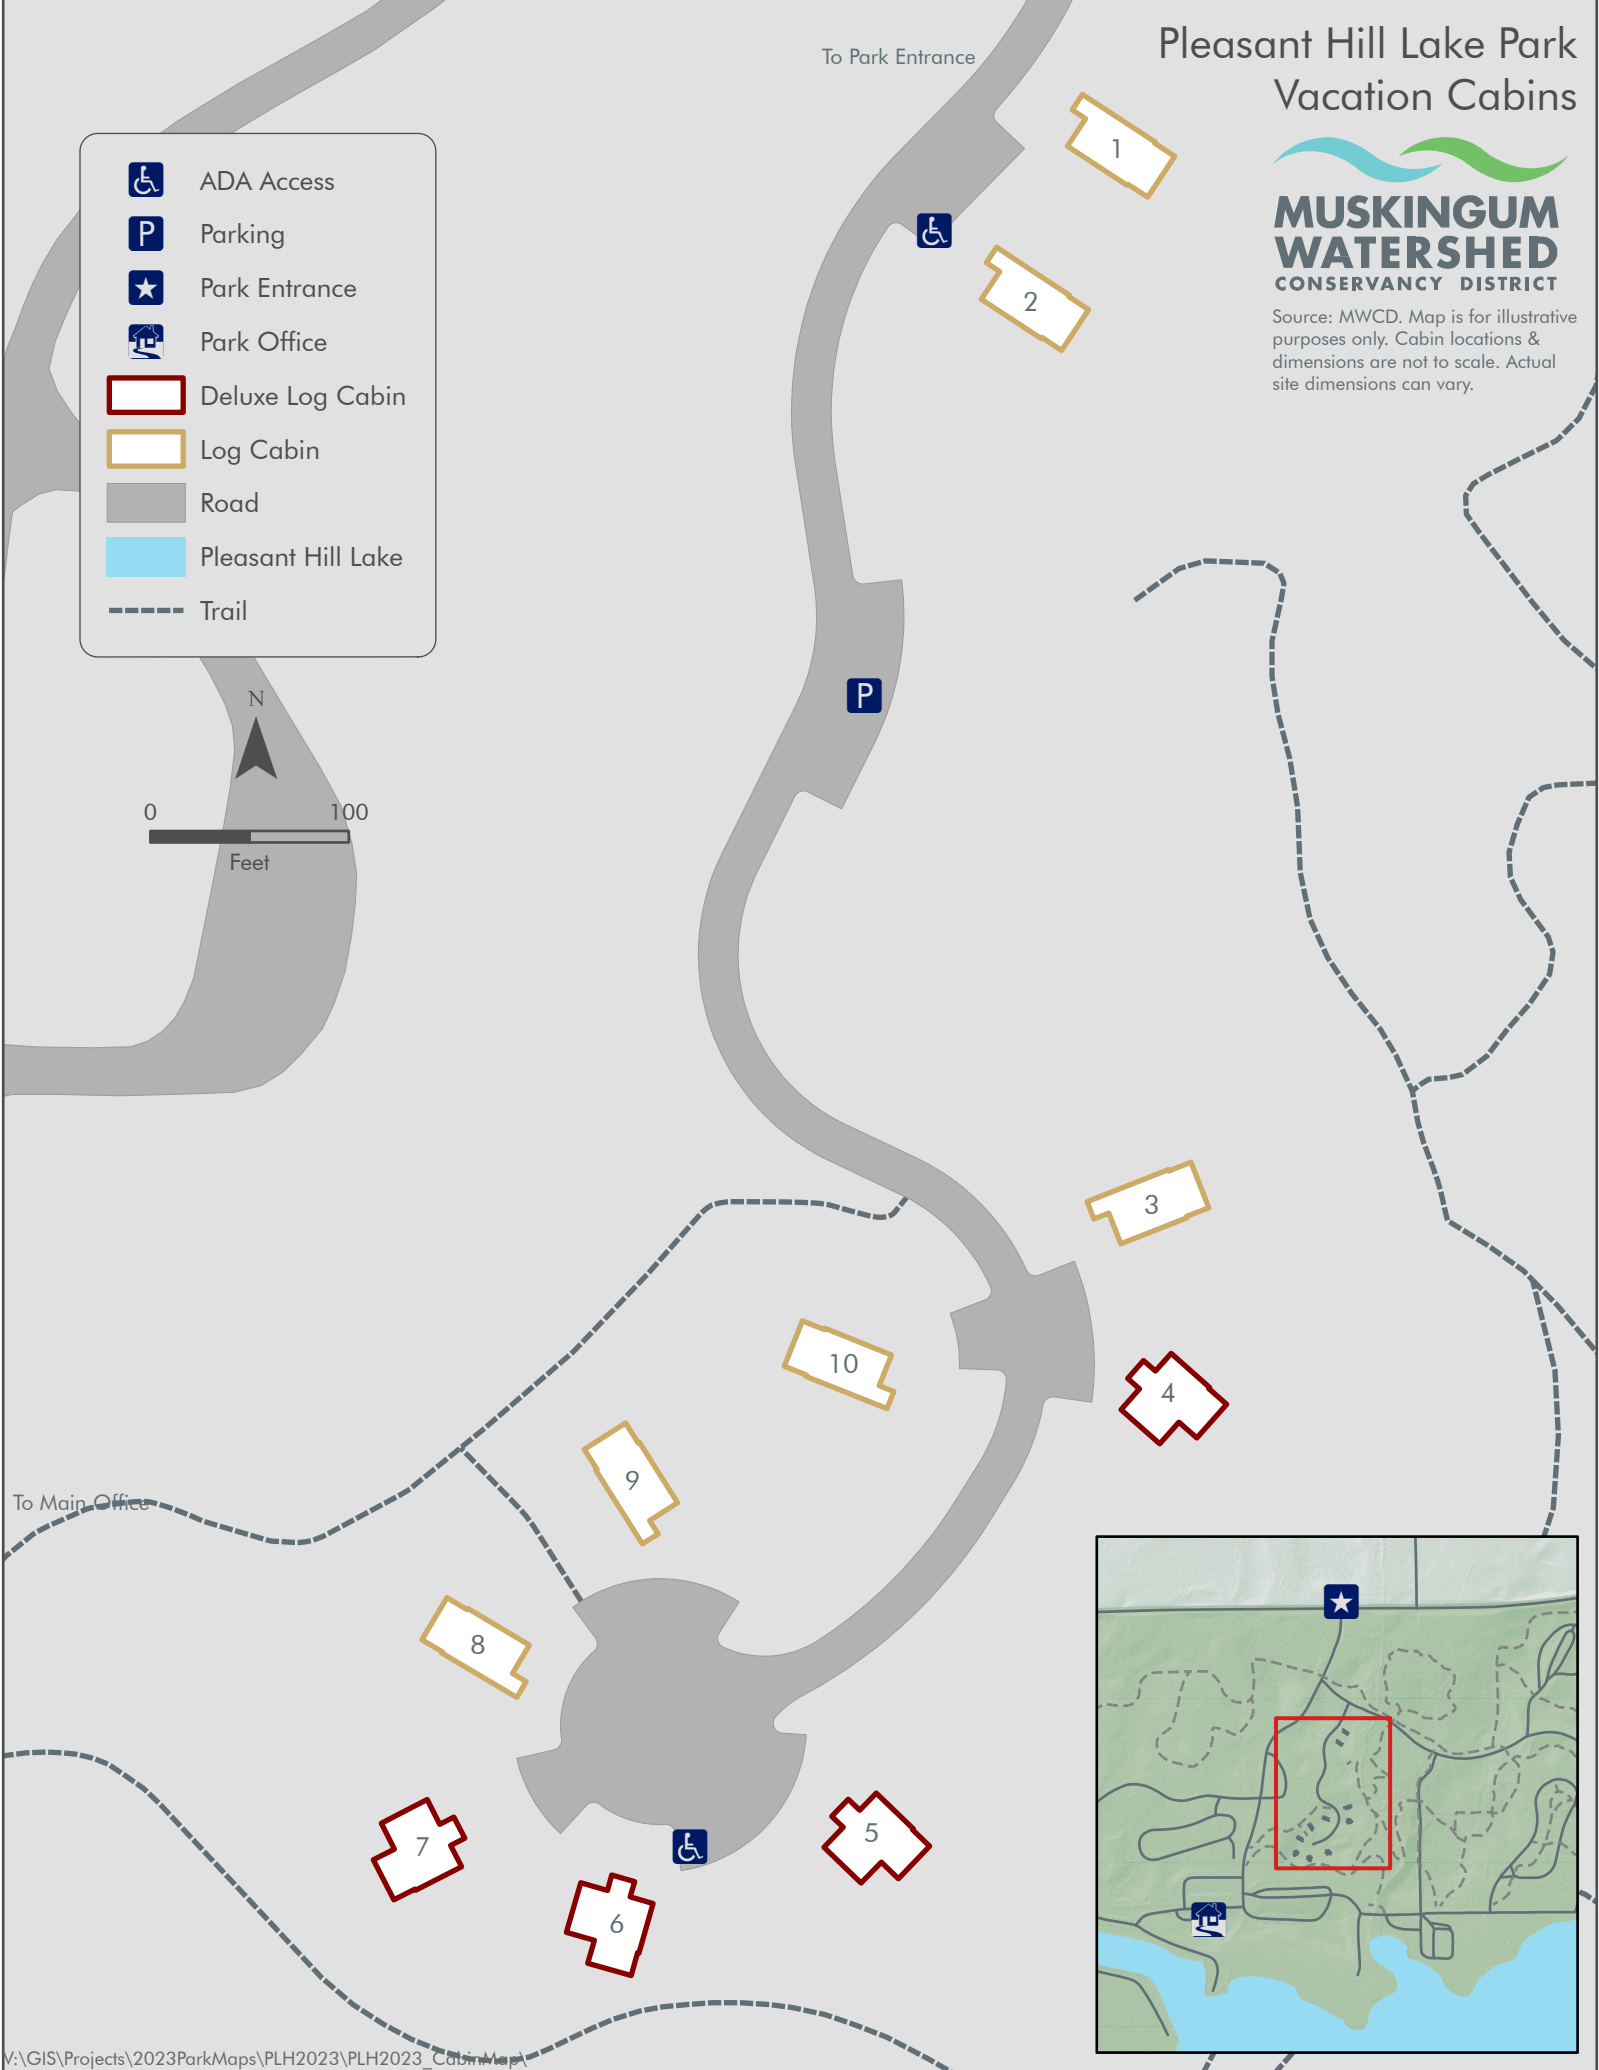 To Park Entrance
Pleasant Hill Lake Park
Vacation Cabins
MUSKINGUM
WATERSHED
CONSERVANCY DISTRICT
Source: MWCD. Map is for illustrative
purposes only. Cabin locations &
dimensions are not to scale. Actual
site dimensions can vary.
ADA Access
P Parking
Park Entrance
Park Office
Deluxe Log Cabin
Log Cabin
Road
Pleasant Hill Lake
Trail
N
0 100
Feet
1
2
P
3
10
4
9
To Main Office
8
5
7
6
V:\GIS\Projects\2023ParkMaps\PLH2023\PLH2023_CabinMap\